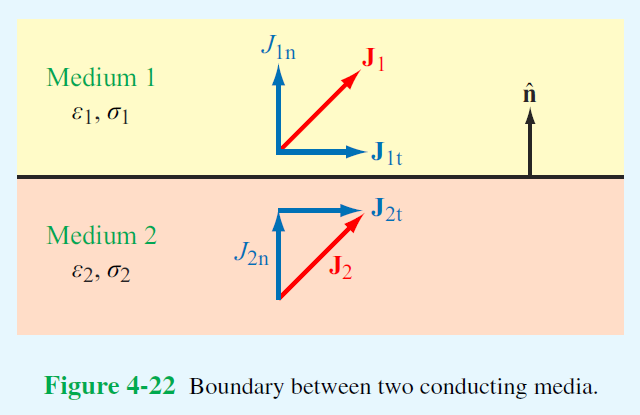 J1n
J1
Medium 1
n̂
ε1, σ1
J1t
J2t
Medium 2
J2n
ε2, σ2
J2
Figure 4-22 Boundary between two conducting media.